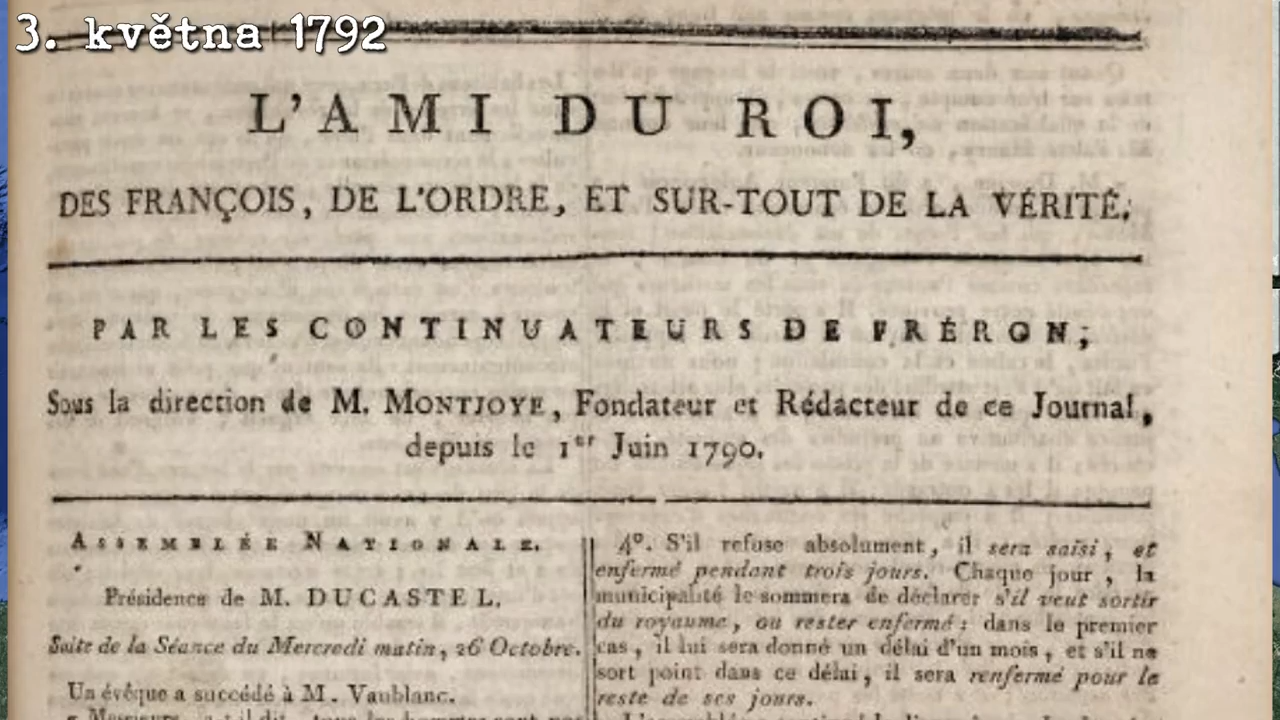 3. května 1792
L'AMI DU ROI,
DES FRANÇOIS, DE L'ORDRE, ET SUR-TOUT DE LA VÉRITÉ.
PAR LES CONTINUATEURS DE FRÉRON;
Sous la direction de M. MONTJOYE, Fondateur et Rédacteur de ce Journal,
depuis le 1er Juin 1790.
ASSEMBLÉE NATIONALE.
Présidence de M. DUCASTEL.
Suite de la Séance du Mercredi matin, 26 Octobre.
Un évêque a succédé à M. Vaublanc.
4°. S'il refuse absolument, il sera saisi, et
enfermé pendant trois jours. Chaque jour, la
municipalité le sommera de déclarer s'il veut sortir
du royaume, ou rester enfermé: dans le premier
cas, il lui sera donné un délai d'un mois, et s'il ne
sort point dans ce délai, il sera renfermé pour le
reste de ses jours.